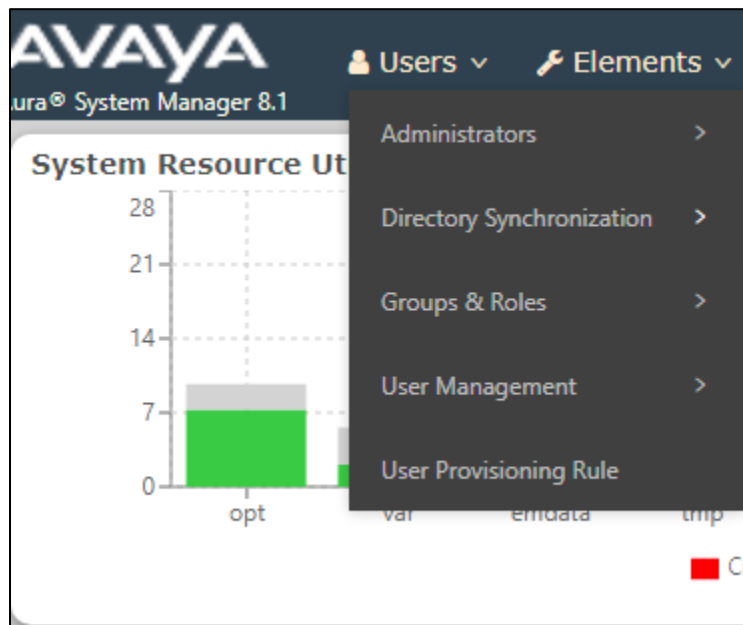 AVAYA
Users
Elements
ura® System Manager 8.1
Administrators
System Resource Ut
28
Directory Synchronization
21
Groups & Roles
14
User Management
7
User Provisioning Rule
0
opt
var
emdata
tmp
C